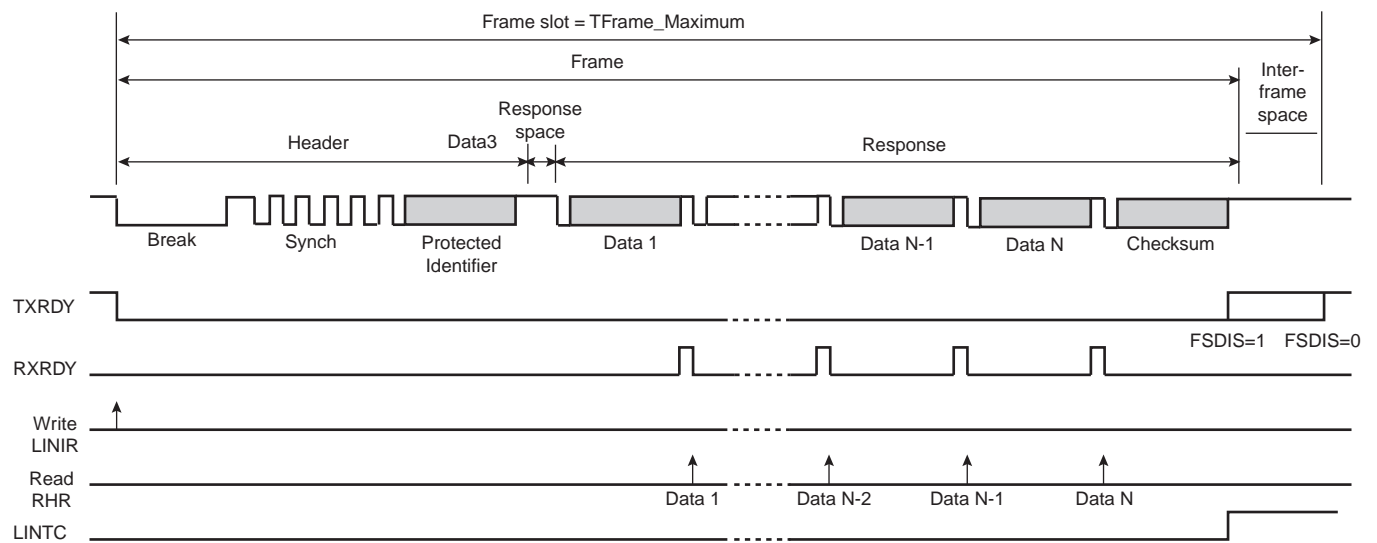 Frame slot = TFrame_Maximum
Frame
Inter-
frame
space
Response
space
Header
Data3
Response
Break
Synch
Protected
Identifier
Data 1
Data N-1
Data N
Checksum
TXRDY
FSDIS=1
FSDIS=0
RXRDY
Write
LINIR
Read
RHR
Data 1
Data N-2
Data N-1
Data N
LINTC